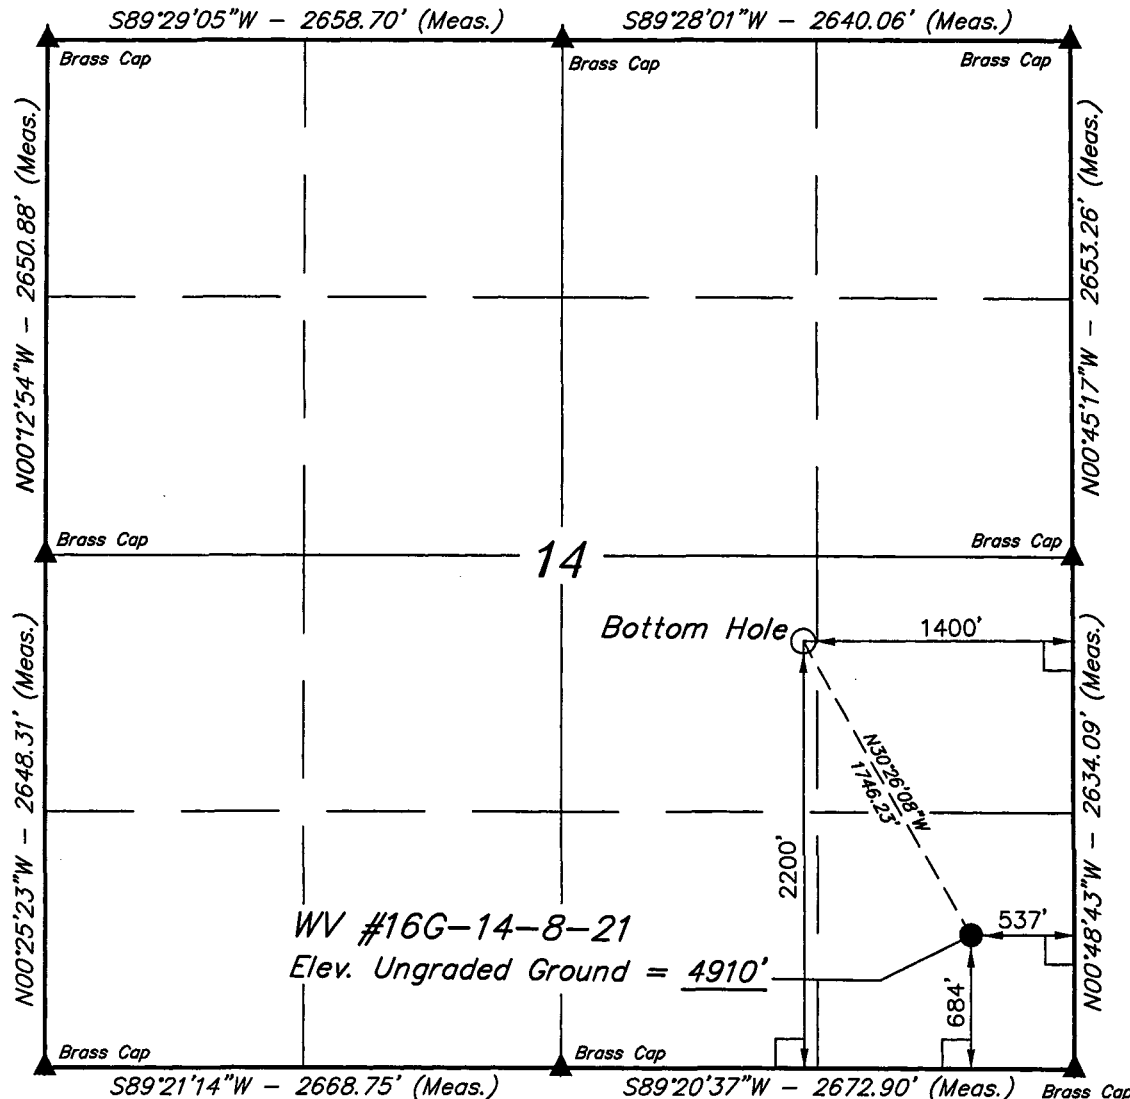 S89°29'05"W - 2658.70' (Meas.)
S89°28'01"W - 2640.06' (Meas.)
Brass Cap
Brass Cap
Brass Cap
N00°12'54"W - 2650.88' (Meas.)
N00°45'17"W - 2653.26' (Meas.)
Brass Cap
14
Brass Cap
Bottom Hole
1400'
N00°25'23"W - 2648.31' (Meas.)
N00°48'43"W - 2634.09' (Meas.)
N30°26'08"W
1746.23'
2200'
WV #16G-14-8-21
537'
Elev. Ungraded Ground = 4910'
684'
Brass Cap
Brass Cap
S89°21'14"W - 2668.75' (Meas.)
S89°20'37"W - 2672.90' (Meas.)
Brass Cap